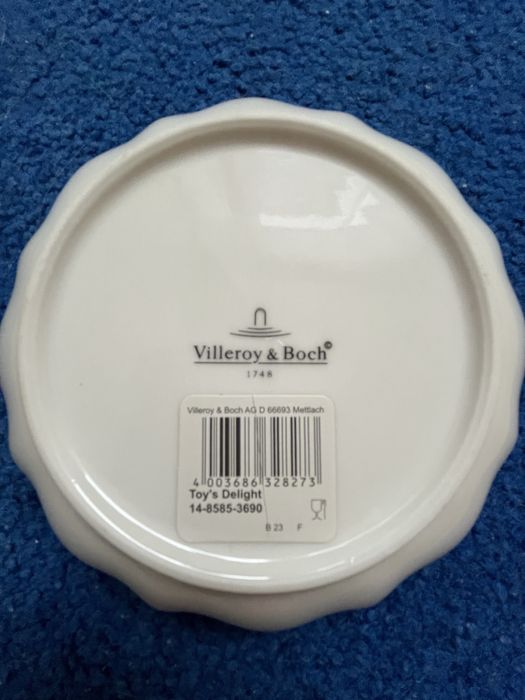 Villeroy & Boch©
1748
Villeroy & Boch AG D 66693 Mettlach
4 003686 328273
Toy's Delight
14-8585-3690
B 23 F